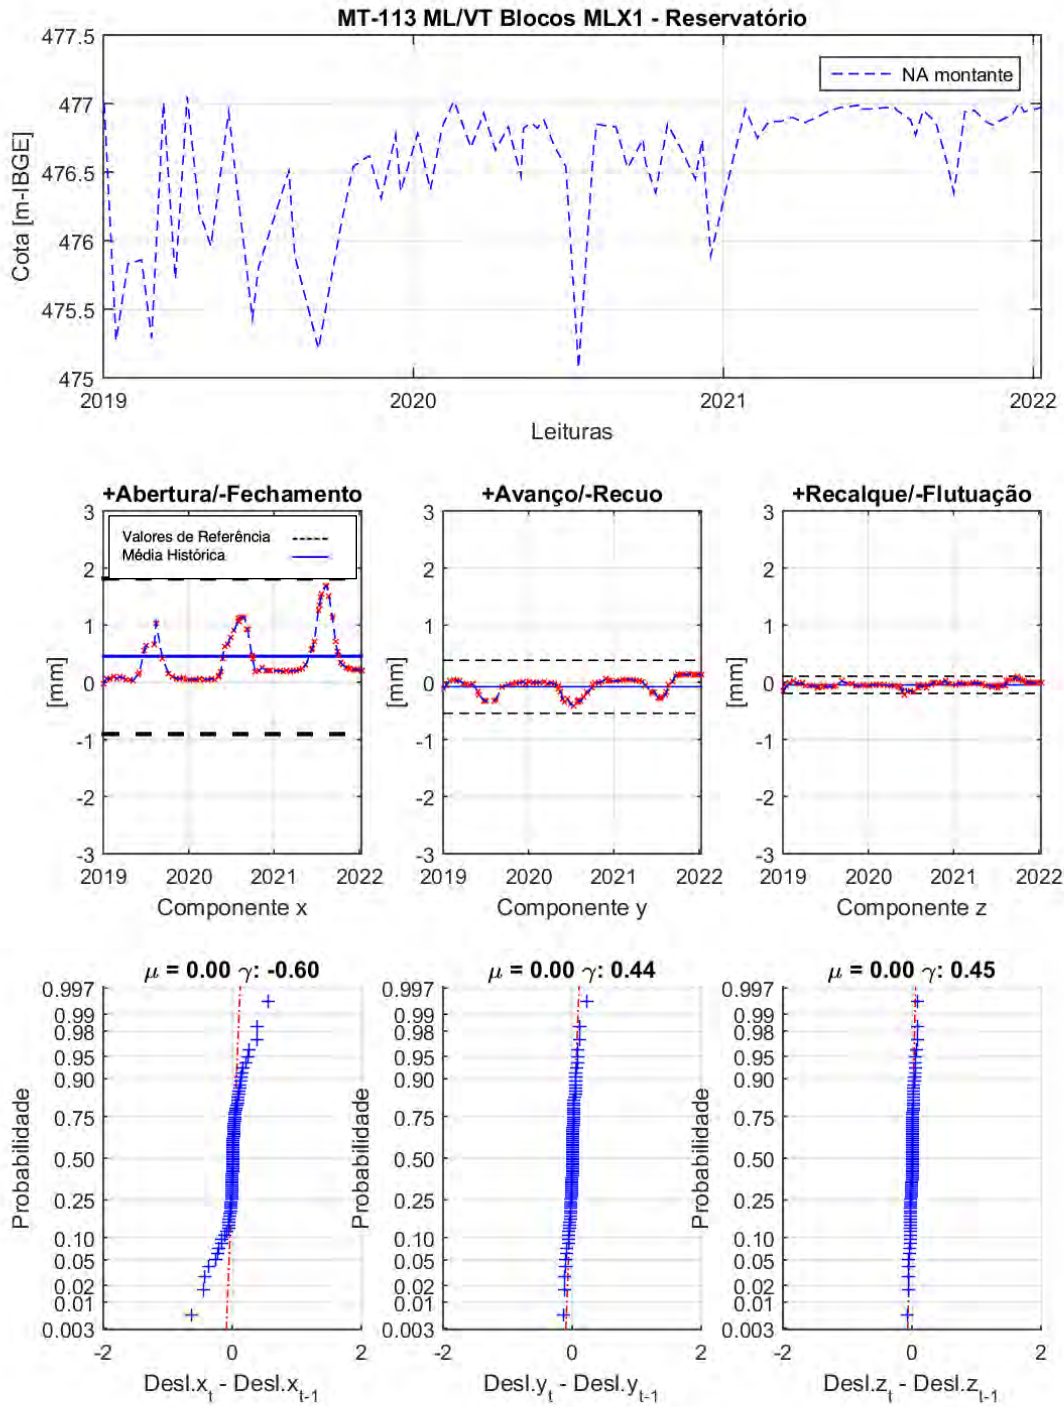 MT-113 ML/VT Blocos MLX1 - Reservatório
477.5
477
476.5
476
475.5
475
Cota [m-IBGE]
NA montante
2019 2020 2021 2022
Leituras
+Abertura/-Fechamento
3
2
1
0
-1
-2
-3
[mm]
Valores de Referência
Média Histórica
2019 2020 2021 2022
Componente x
+Avanço/-Recuo
3
2
1
0
-1
-2
-3
[mm]
2019 2020 2021 2022
Componente y
+Recalque/-Flutuação
3
2
1
0
-1
-2
-3
[mm]
2019 2020 2021 2022
Componente z
μ = 0.00 γ: -0.60
0.997
0.99
0.98
0.95
0.90
0.75
0.50
0.25
0.10
0.05
0.02
0.01
0.003
Probabilidade
-2 0 2
Desl.x_t - Desl.x_t-1
μ = 0.00 γ: 0.44
0.997
0.99
0.98
0.95
0.90
0.75
0.50
0.25
0.10
0.05
0.02
0.01
0.003
Probabilidade
-2 0 2
Desl.y_t - Desl.y_t-1
μ = 0.00 γ: 0.45
0.997
0.99
0.98
0.95
0.90
0.75
0.50
0.25
0.10
0.05
0.02
0.01
0.003
Probabilidade
-2 0 2
Desl.z_t - Desl.z_t-1